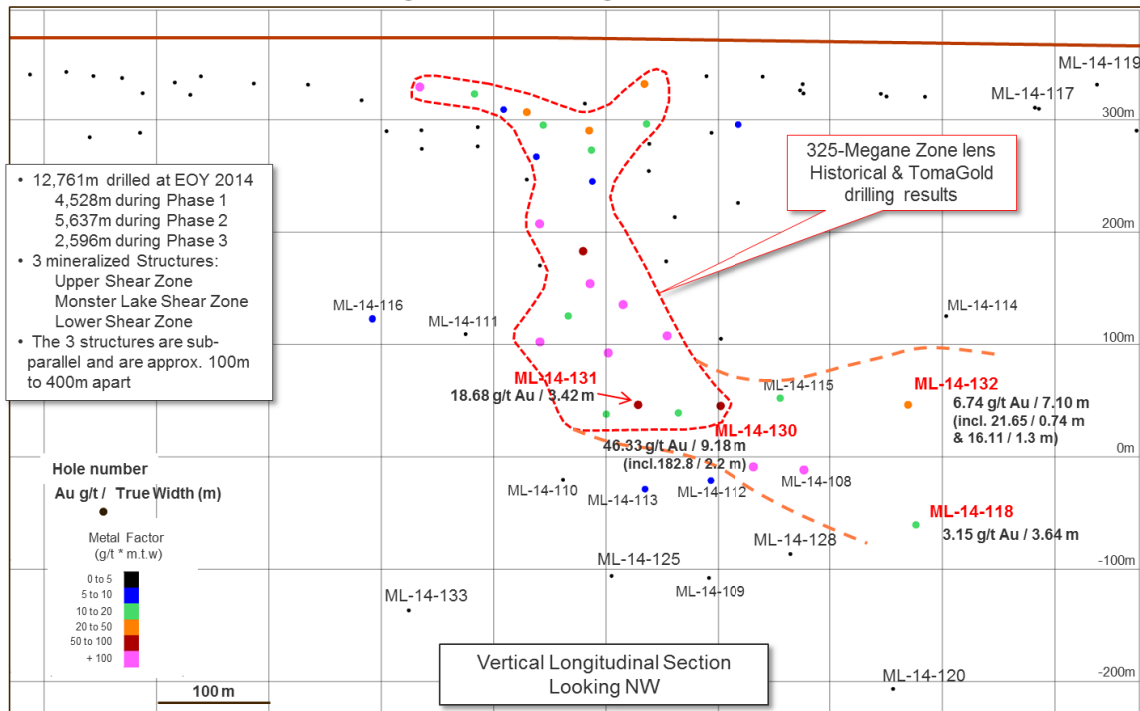 ML-14-119
ML-14-117
300m
325-Megane Zone lens
Historical & TomaGold
drilling results
• 12,761m drilled at EOY 2014
4,528m during Phase 1
5,637m during Phase 2
2,596m during Phase 3
• 3 mineralized Structures:
Upper Shear Zone
Monster Lake Shear Zone
Lower Shear Zone
• The 3 structures are sub-
parallel and are approx. 100m
to 400m apart
200m
ML-14-116
ML-14-111
ML-14-114
100m
ML-14-131
18.68 g/t Au / 3.42 m
ML-14-115
ML-14-132
6.74 g/t Au / 7.10 m
(incl. 21.65 / 0.74 m
& 16.11 / 1.3 m)
ML-14-130
46.33 g/t Au / 9.18 m
(incl.182.8 / 2.2 m)
0m
Hole number
Au g/t / True Width (m)
ML-14-110
ML-14-113
ML-14-112
ML-14-108
ML-14-118
3.15 g/t Au / 3.64 m
Metal Factor
(g/t * m.t.w)
0 to 5
5 to 10
10 to 20
20 to 50
50 to 100
+ 100
ML-14-128
ML-14-125
-100m
ML-14-109
ML-14-133
Vertical Longitudinal Section
Looking NW
ML-14-120
-200m
100 m